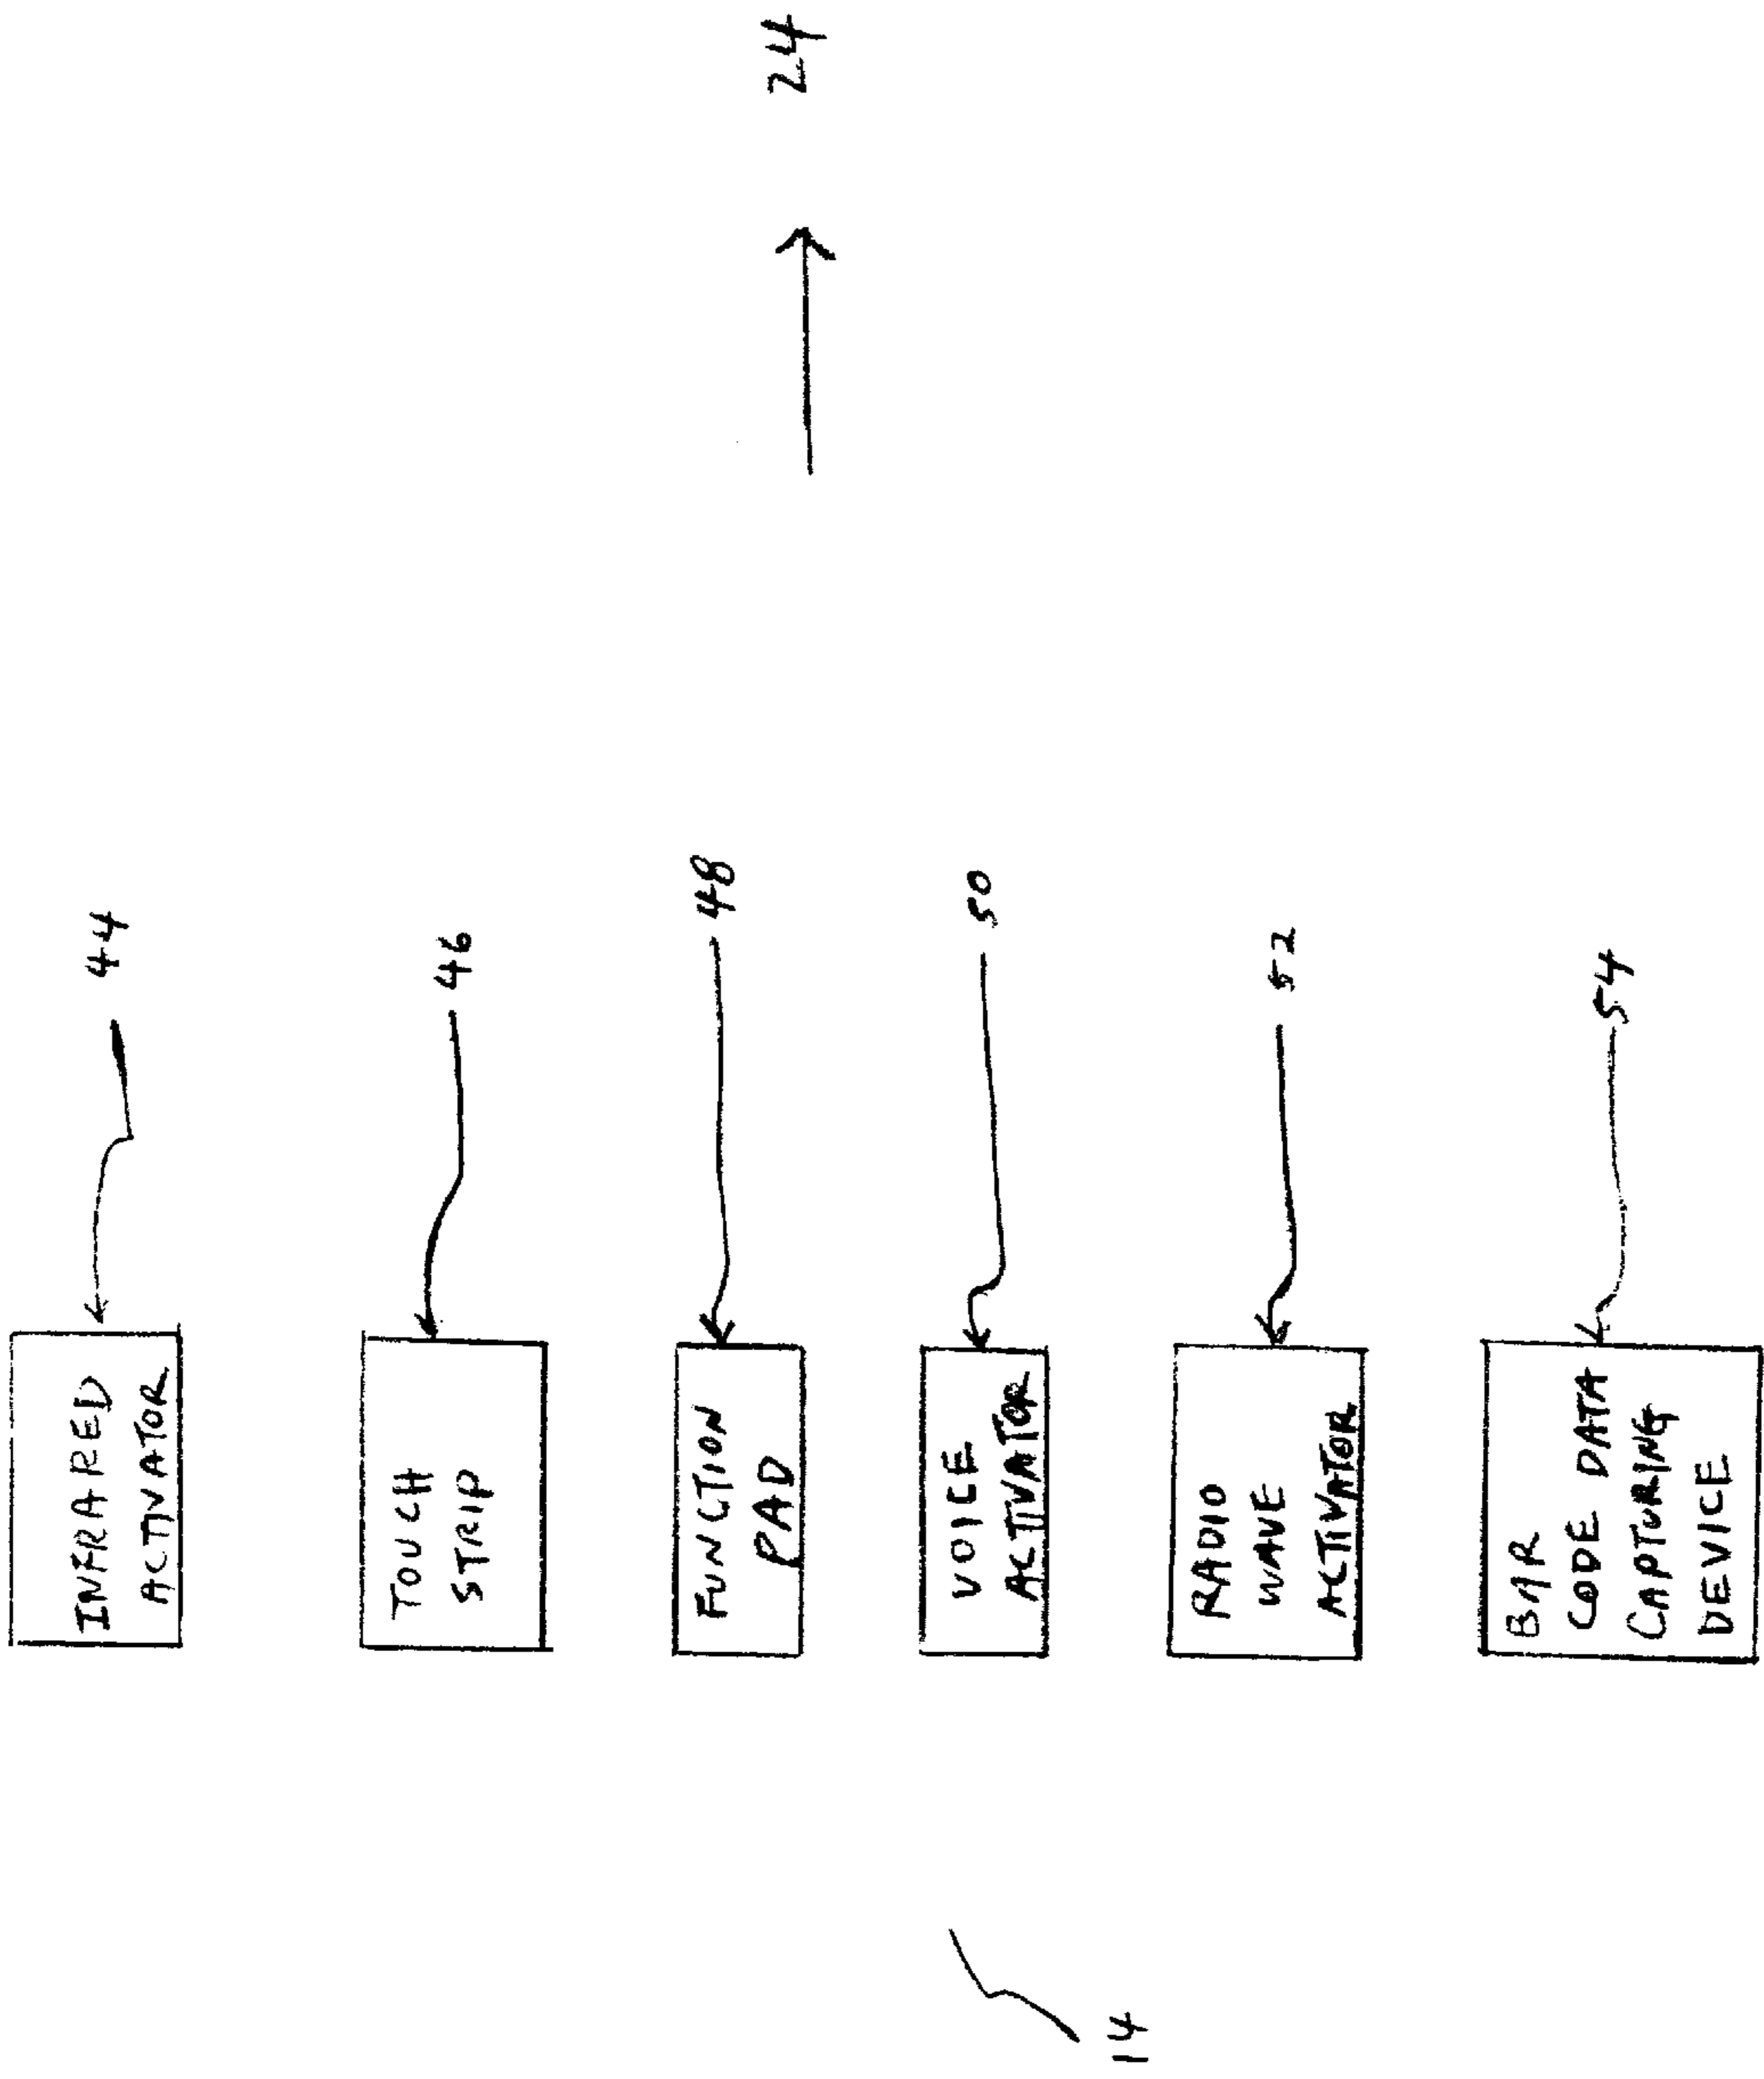 INFRARED
ACTIVATOR
44
TOUCH
STRIP
46
FUNCTION
PAD
48
24
VOICE
ACTIVATOR
50
RADIO
WAVE
ACTIVATOR
52
BAR
CODE DATA
CAPTURING
DEVICE
54
14